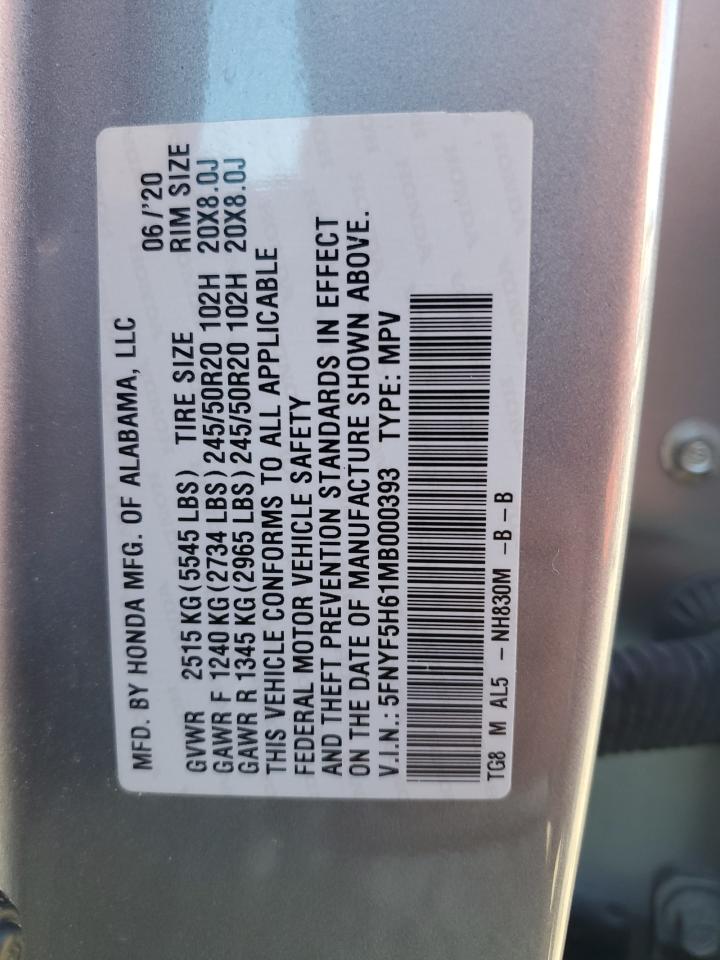 MFD. BY HONDA MFG. OF ALABAMA, LLC 06/'20
GVWR 2515 KG (5545 LBS) TIRE SIZE RIM SIZE
GAWR F 1240 KG (2734 LBS) 245/50R20 102H 20X8.0J
GAWR R 1345 KG (2965 LBS) 245/50R20 102H 20X8.0J
THIS VEHICLE CONFORMS TO ALL APPLICABLE
FEDERAL MOTOR VEHICLE SAFETY
AND THEFT PREVENTION STANDARDS IN EFFECT
ON THE DATE OF MANUFACTURE SHOWN ABOVE.
V.I.N.: 5FNYF5H61MB000393 TYPE: MPV
TG8 M AL5 -NH830M -B-B